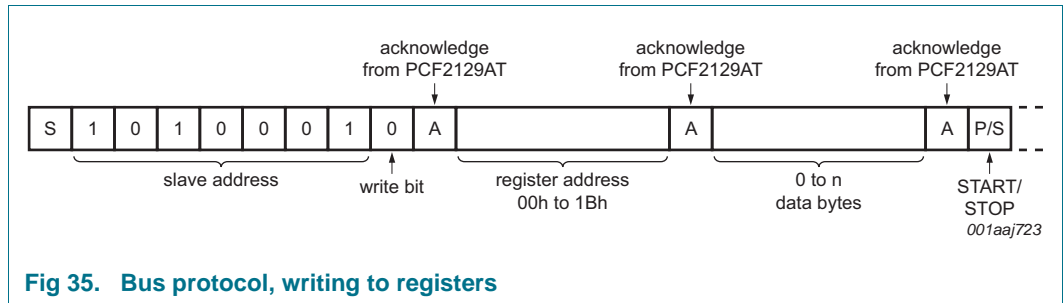 acknowledge
from PCF2129AT
acknowledge
from PCF2129AT
acknowledge
from PCF2129AT
S 1 0 1 0 0 0 1 0 A A A P/S
slave address
write bit
register address
00h to 1Bh
0 to n
data bytes
START/
STOP
001aaj723
Fig 35. Bus protocol, writing to registers